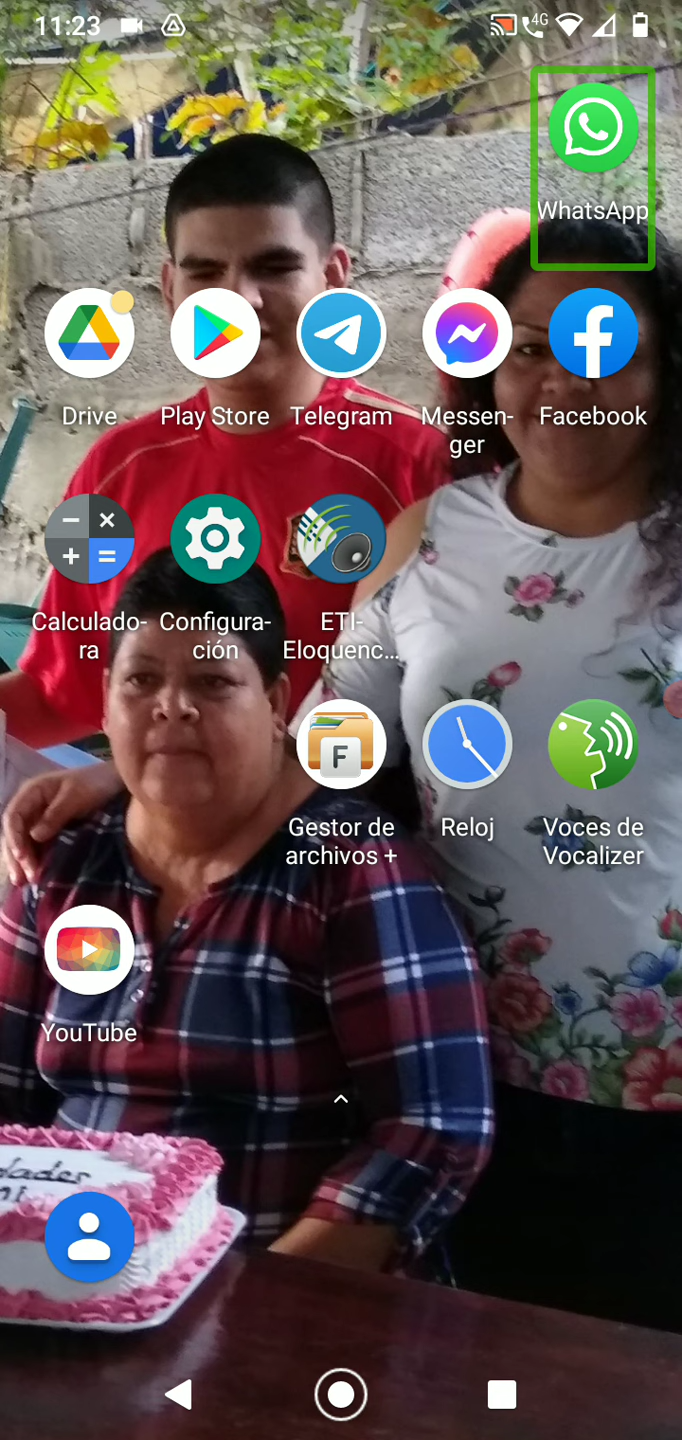 11:23
4G
WhatsApp
Drive
Play Store
Telegram
Messen-
ger
Facebook
Calculado-
ra
Configura-
ción
ETI-
Eloquenc...
Gestor de
archivos +
Reloj
Voces de
Vocalizer
YouTube